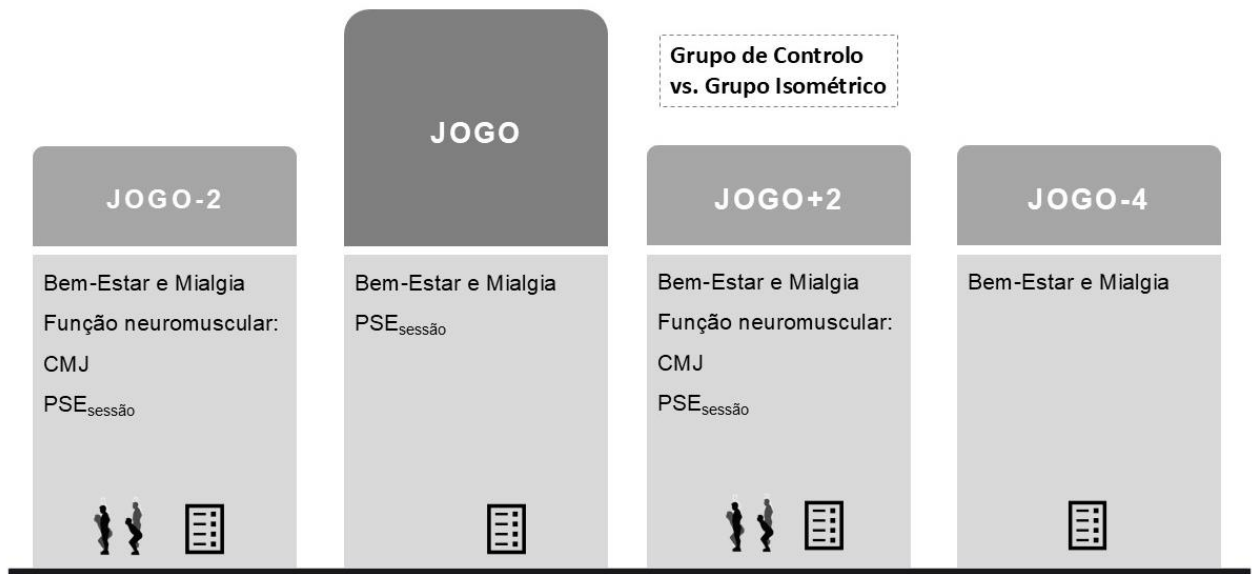 Grupo de Controlo
vs. Grupo Isométrico
JOGO-2
Bem-Estar e Mialgia
Função neuromuscular:
CMJ
PSEsessão
JOGO
Bem-Estar e Mialgia
PSEsessão
JOGO+2
Bem-Estar e Mialgia
Função neuromuscular:
CMJ
PSEsessão
JOGO-4
Bem-Estar e Mialgia